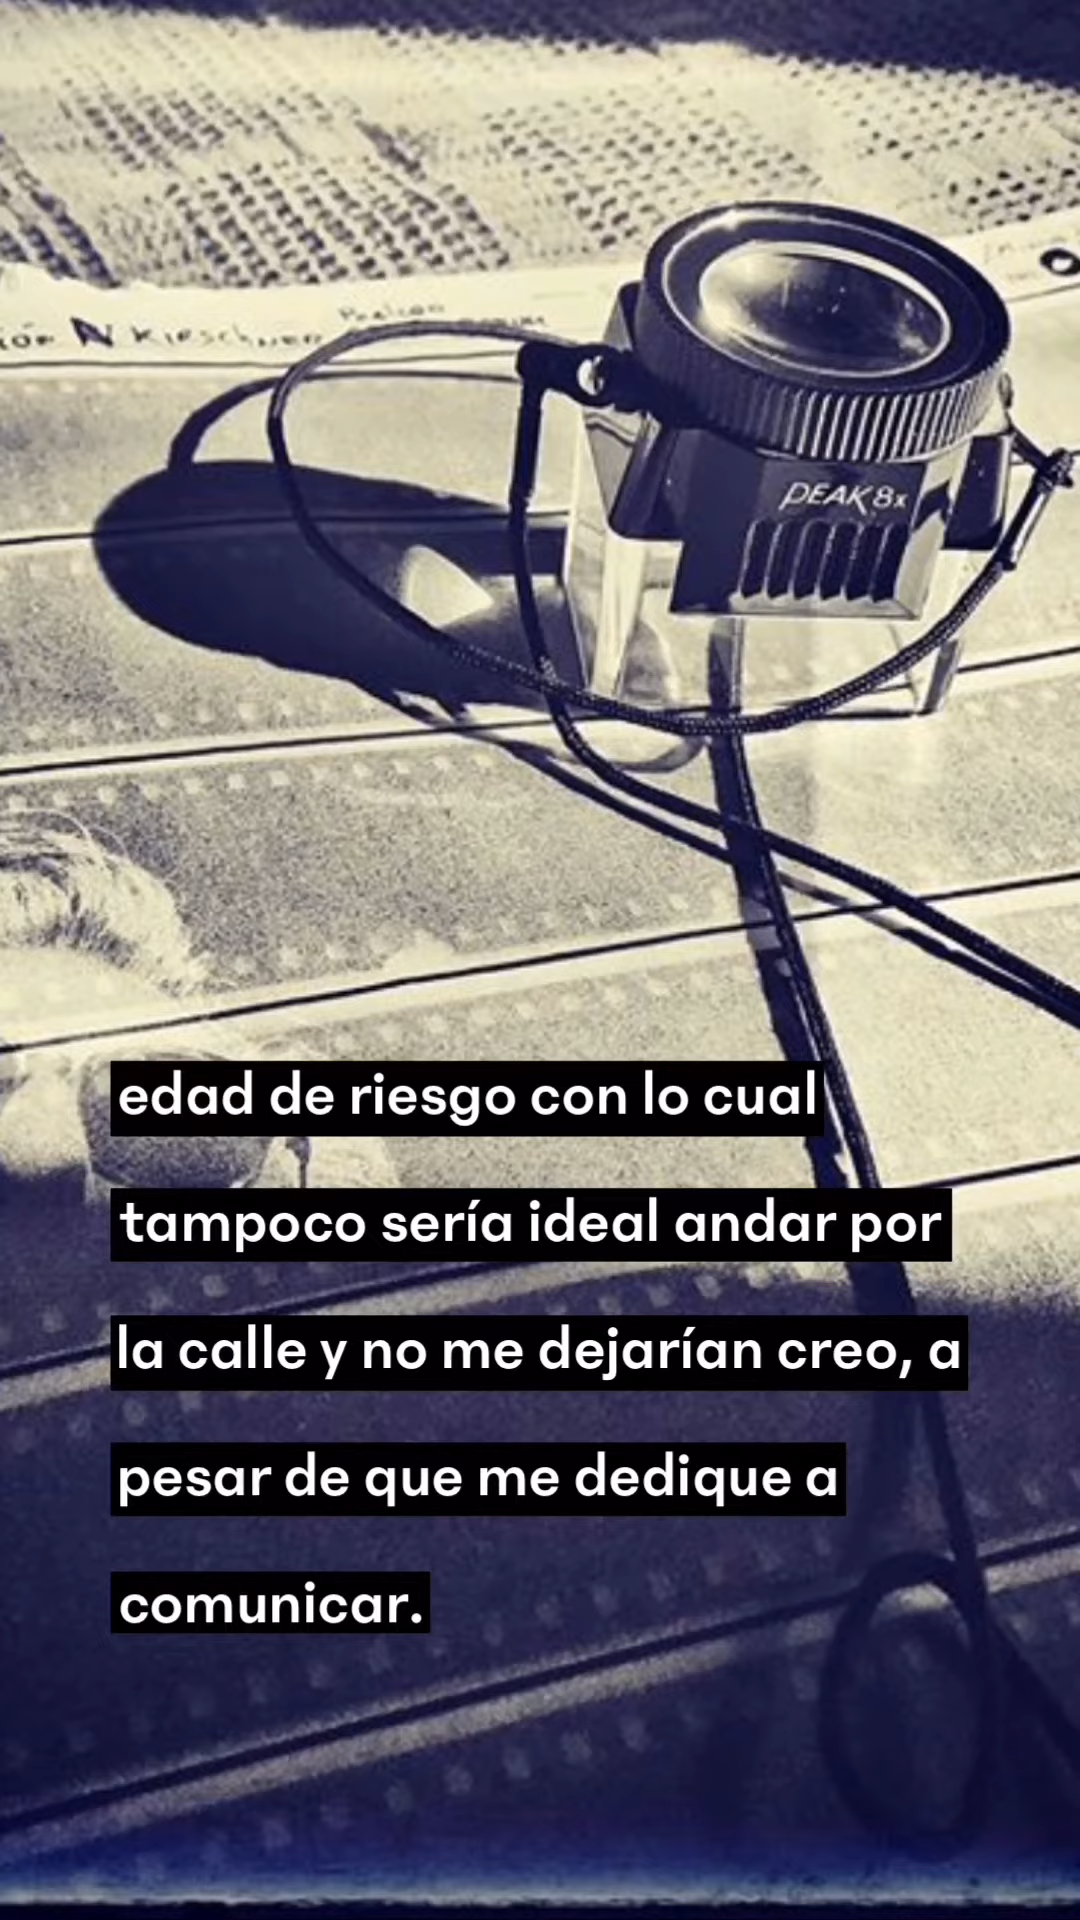 N KIRSCHNER
PEAK 8x
edad de riesgo con lo cual
tampoco sería ideal andar por
la calle y no me dejarían creo, a
pesar de que me dedique a
comunicar.